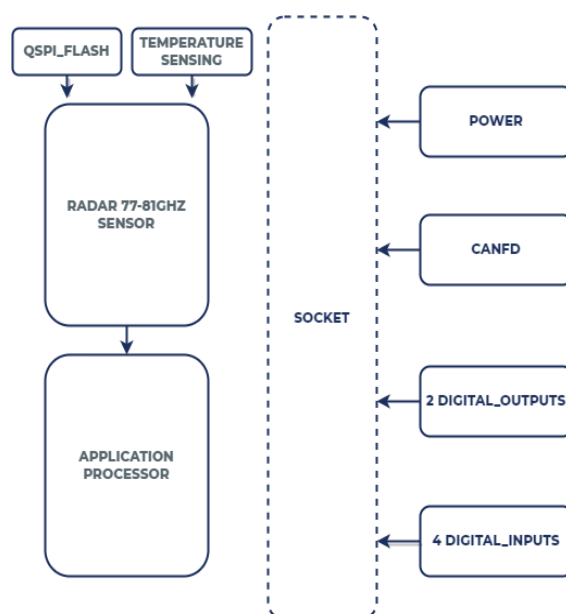 QSPI_FLASH
TEMPERATURE
SENSING
POWER
RADAR 77-81GHZ
SENSOR
CANFD
SOCKET
2 DIGITAL_OUTPUTS
APPLICATION
PROCESSOR
4 DIGITAL_INPUTS